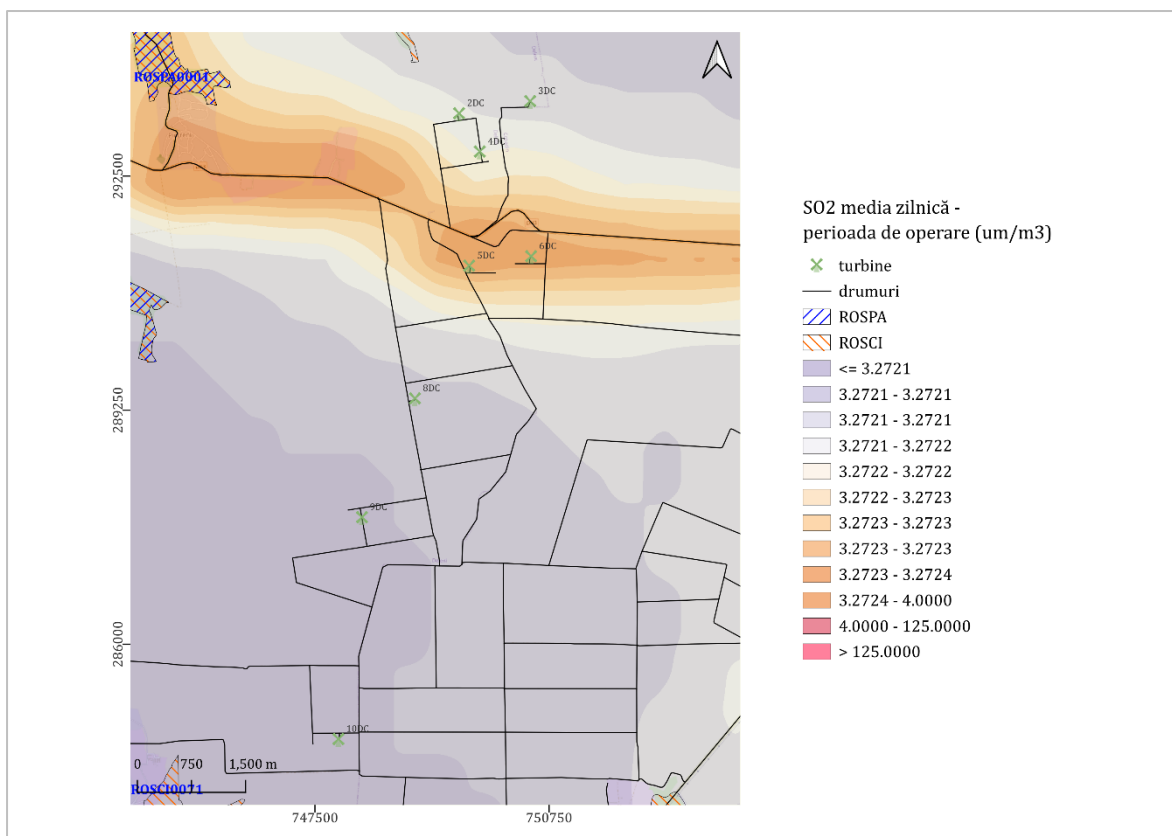 ROSPA0001
3DC
2DC
4DC
6DC
5DC
8DC
9DC
10DC
0 750 1,500 m
ROSCI0071
292500
289250
286000
747500 750750
SO2 media zilnică -
perioada de operare (um/m3)
turbine
drumuri
ROSPA
ROSCI
<= 3.2721
3.2721 - 3.2721
3.2721 - 3.2721
3.2721 - 3.2722
3.2722 - 3.2722
3.2722 - 3.2723
3.2723 - 3.2723
3.2723 - 3.2723
3.2723 - 3.2724
3.2724 - 4.0000
4.0000 - 125.0000
> 125.0000